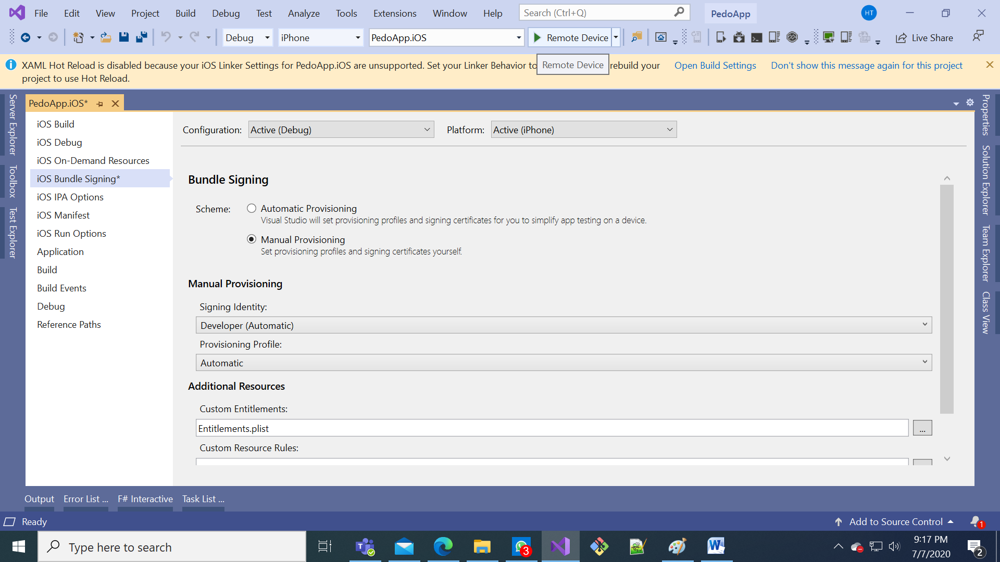 File Edit View Project Build Debug Test Analyze Tools Extensions Window Help Search (Ctrl+Q) PedoApp HT
Debug iPhone PedoApp.iOS Remote Device Live Share
XAML Hot Reload is disabled because your iOS Linker Settings for PedoApp.iOS are unsupported. Set your Linker Behavior to Remote Device rebuild your Open Build Settings Don't show this message again for this project
project to use Hot Reload.
Server Explorer
Toolbox
Test Explorer
PedoApp.iOS*
iOS Build
iOS Debug
iOS On-Demand Resources
iOS Bundle Signing*
iOS IPA Options
iOS Manifest
iOS Run Options
Application
Build
Build Events
Debug
Reference Paths
Configuration: Active (Debug) Platform: Active (iPhone)
Bundle Signing
Scheme: Automatic Provisioning
Visual Studio will set provisioning profiles and signing certificates for you to simplify app testing on a device.
Manual Provisioning
Set provisioning profiles and signing certificates yourself.
Manual Provisioning
Signing Identity:
Developer (Automatic)
Provisioning Profile:
Automatic
Additional Resources
Custom Entitlements:
Entitlements.plist ...
Custom Resource Rules:
Properties
Solution Explorer
Team Explorer
Class View
Output Error List ... F# Interactive Task List ...
Ready Add to Source Control 1
Type here to search 3 9:17 PM
7/7/2020 2